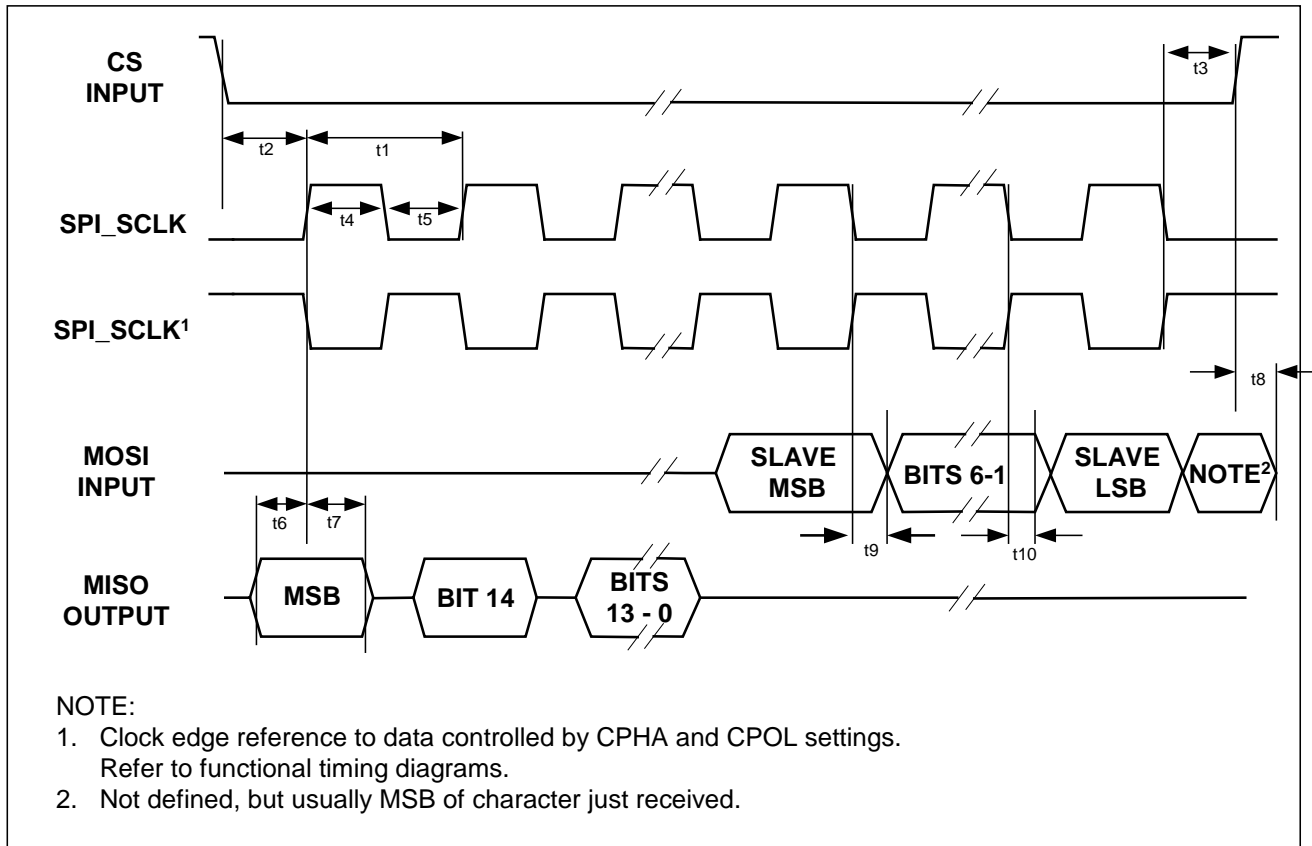 CS
INPUT
t3
t2
t1
SPI_SCLK
t4
t5
SPI_SCLK¹
t8
MOSI
INPUT
SLAVE
MSB
BITS 6-1
SLAVE
LSB
NOTE²
t6
t7
t9
t10
MISO
OUTPUT
MSB
BIT 14
BITS
13 - 0
NOTE:
1. Clock edge reference to data controlled by CPHA and CPOL settings.
Refer to functional timing diagrams.
2. Not defined, but usually MSB of character just received.